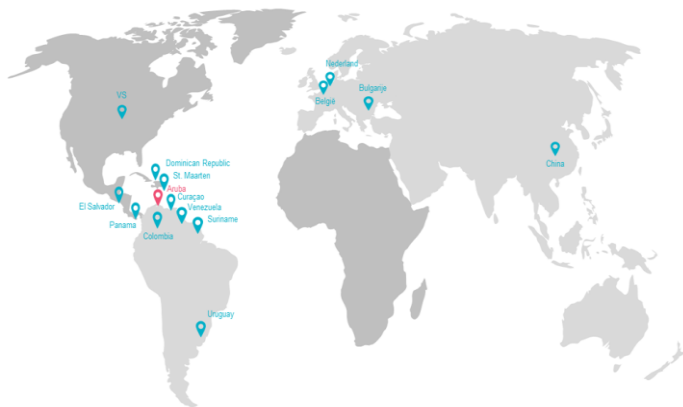 Nederland
VS
Bulgarije
België
China
Dominican Republic
St. Maarten
Aruba
Curaçao
El Salvador
Venezuela
Suriname
Panama
Colombia
Uruguay